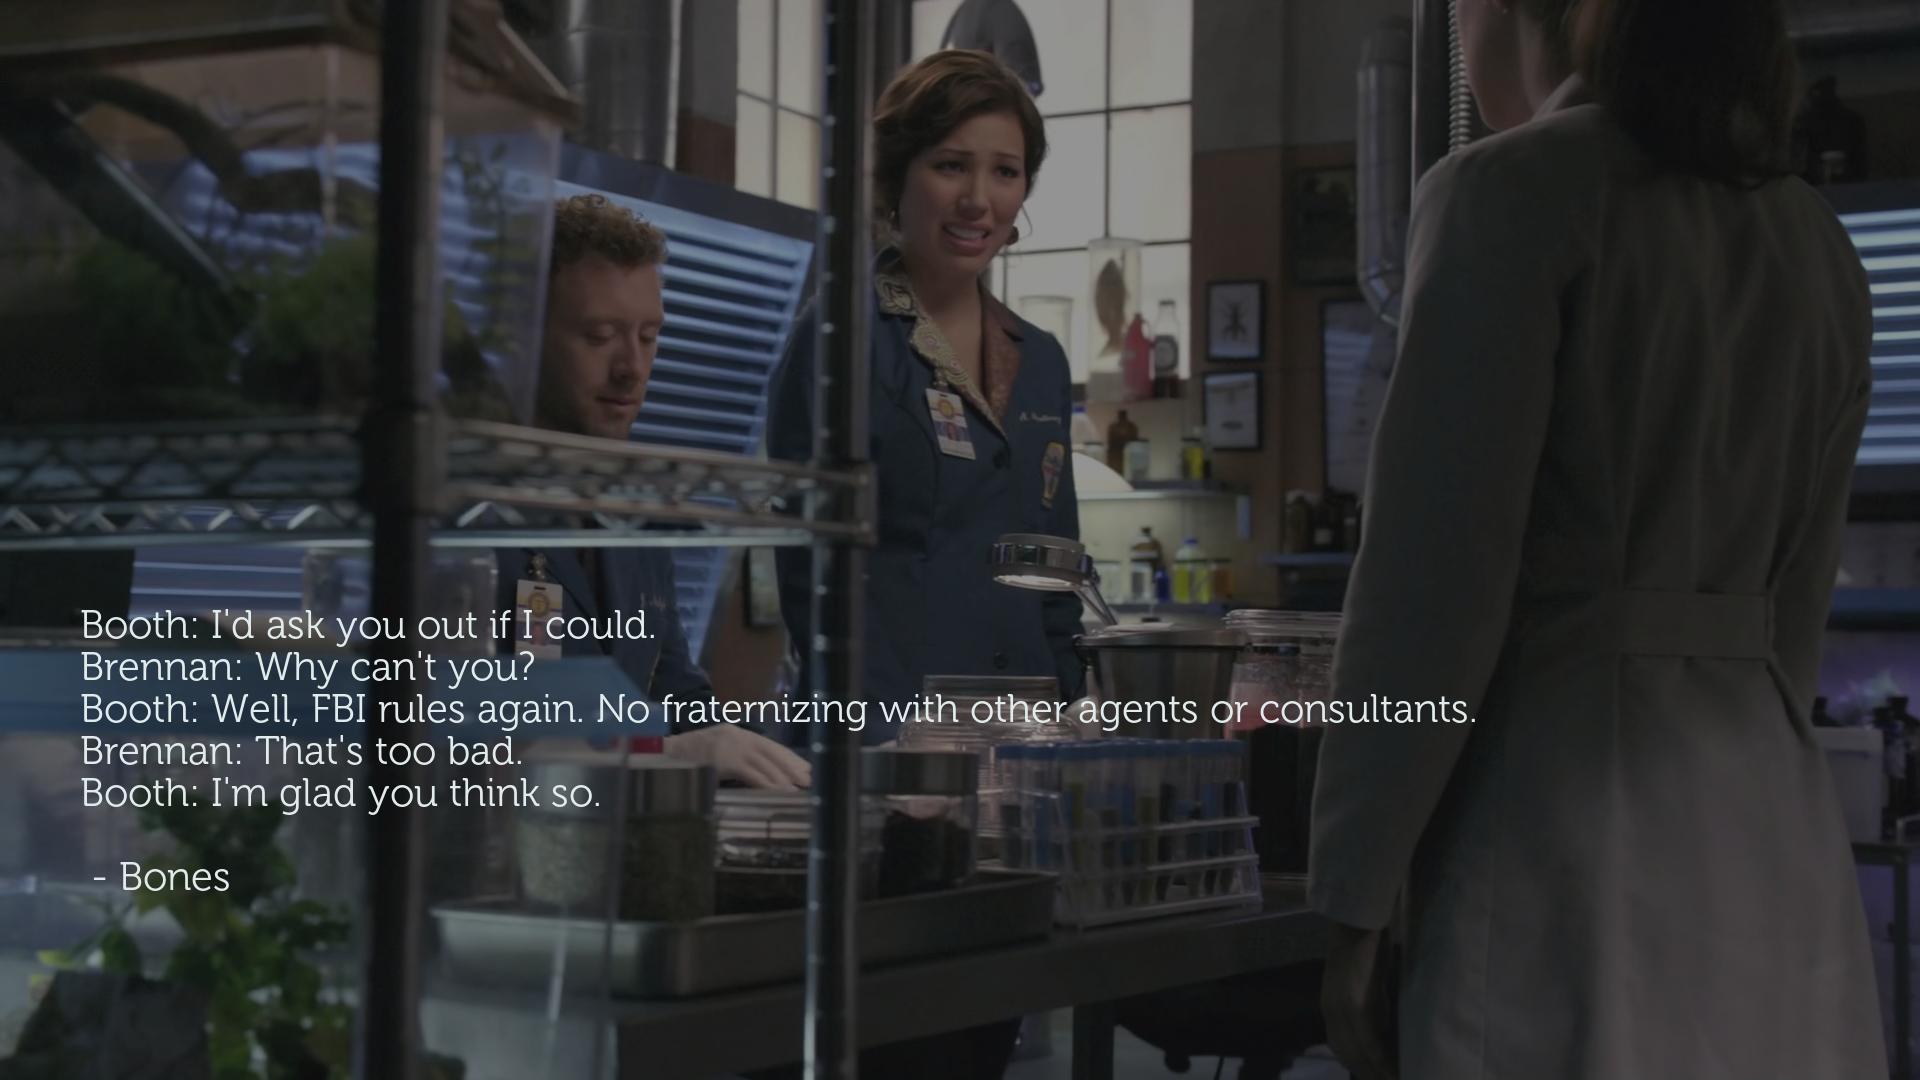 Booth: I'd ask you out if I could.
Brennan: Why can't you?
Booth: Well, FBI rules again. No fraternizing with other agents or consultants.
Brennan: That's too bad.
Booth: I'm glad you think so.
- Bones